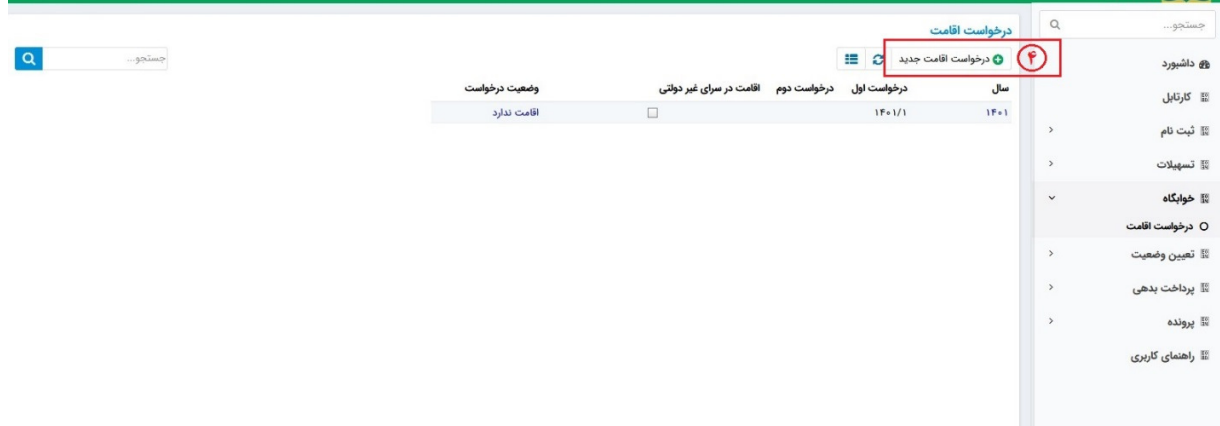 جستجو...
داشبورد
کارتابل
ثبت نام
تسهیلات
خوابگاه
درخواست اقامت
تعیین وضعیت
پرداخت بدهی
پرونده
راهنمای کاربری
درخواست اقامت
۴
درخواست اقامت جدید
جستجو...
سال درخواست اول درخواست دوم اقامت در سرای غیر دولتی وضعیت درخواست
۱۴۰۱ ۱۴۰۱/۱ اقامت ندارد